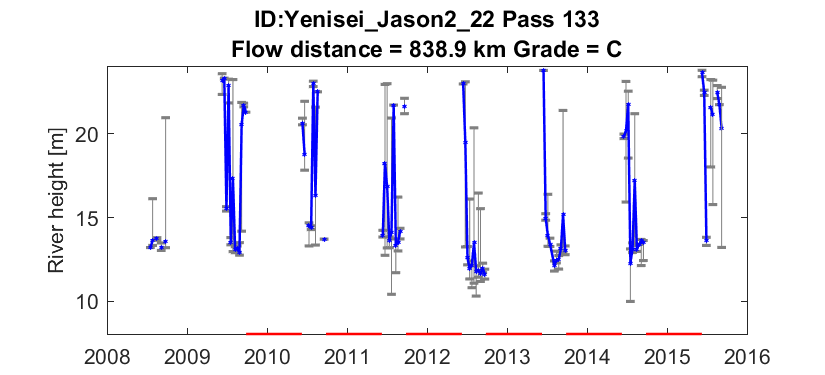 ID:Yenisei_Jason2_22 Pass 133
Flow distance = 838.9 km Grade = C
River height [m]
20
15
10
2008 2009 2010 2011 2012 2013 2014 2015 2016